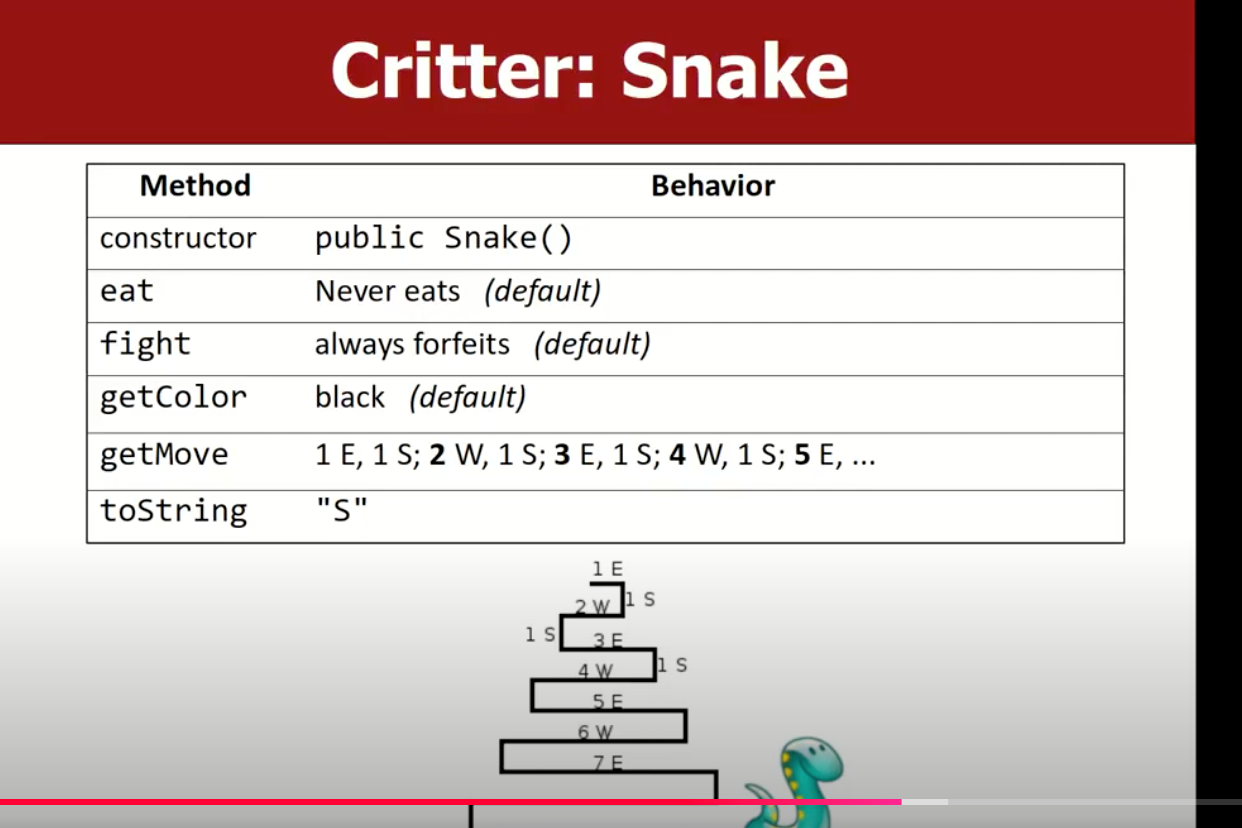 Critter: Snake
Method Behavior
constructor public Snake()
eat Never eats (default)
fight always forfeits (default)
getColor black (default)
getMove 1 E, 1 S; 2 W, 1 S; 3 E, 1 S; 4 W, 1 S; 5 E, ...
toString "S"
1 E
1 S
2 W
1 S
3 E
1 S
4 W
5 E
6 W
7 E